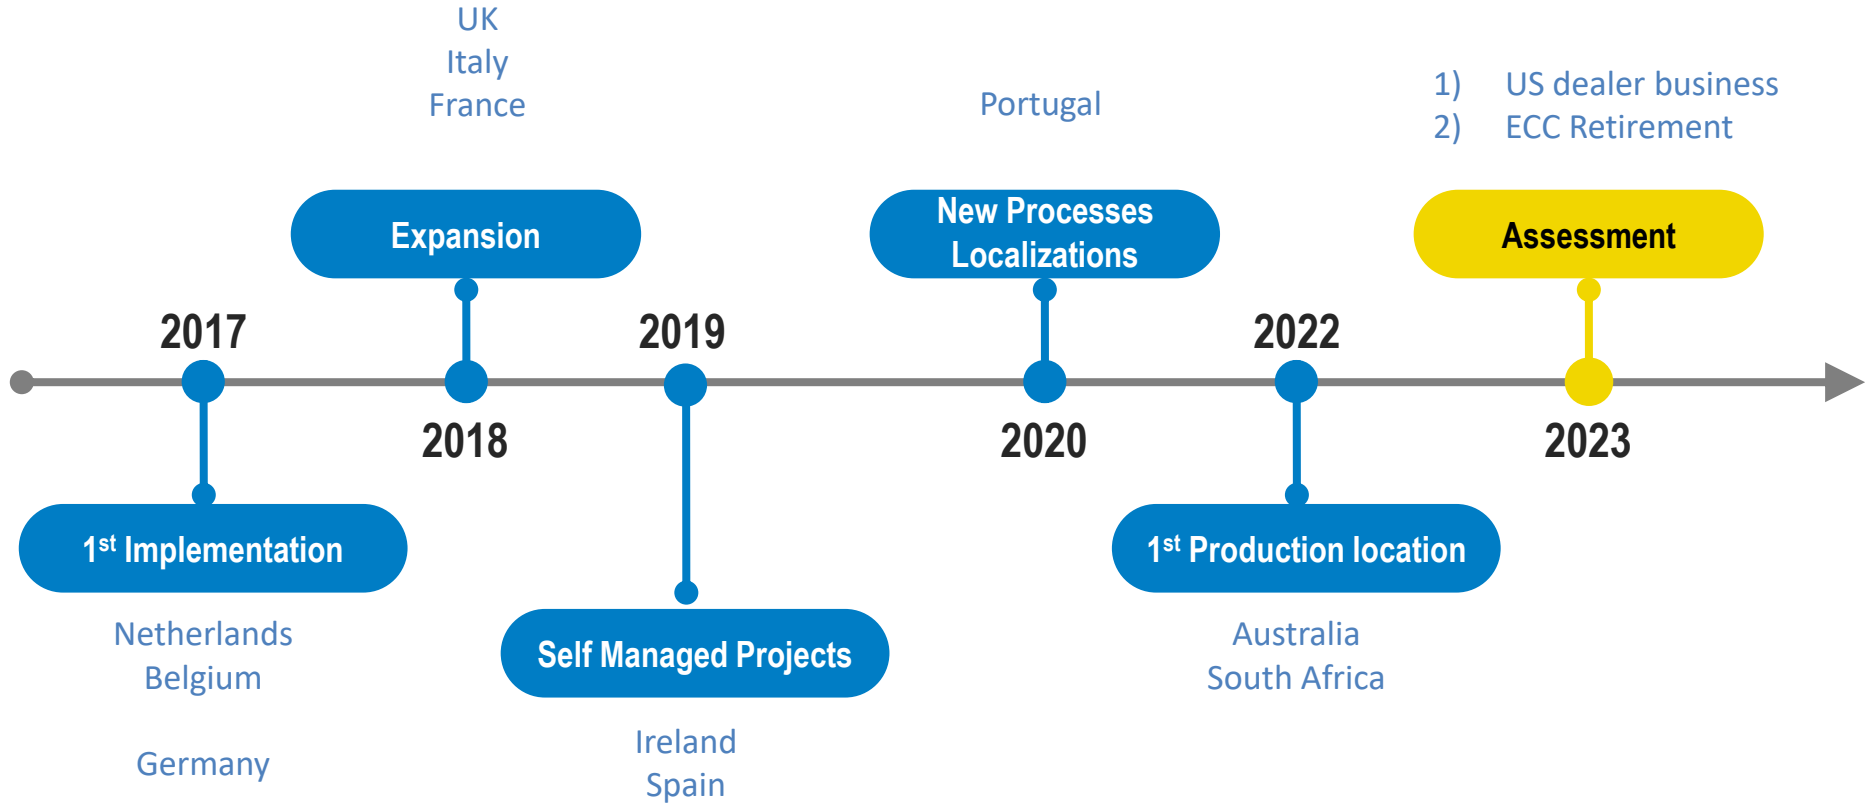 UK
Italy
France
Portugal
1) US dealer business
2) ECC Retirement
Expansion
New Processes
Localizations
Assessment
2017
2019
2022
2018
2020
2023
1st Implementation
1st Production location
Netherlands
Belgium
Germany
Self Managed Projects
Ireland
Spain
Australia
South Africa